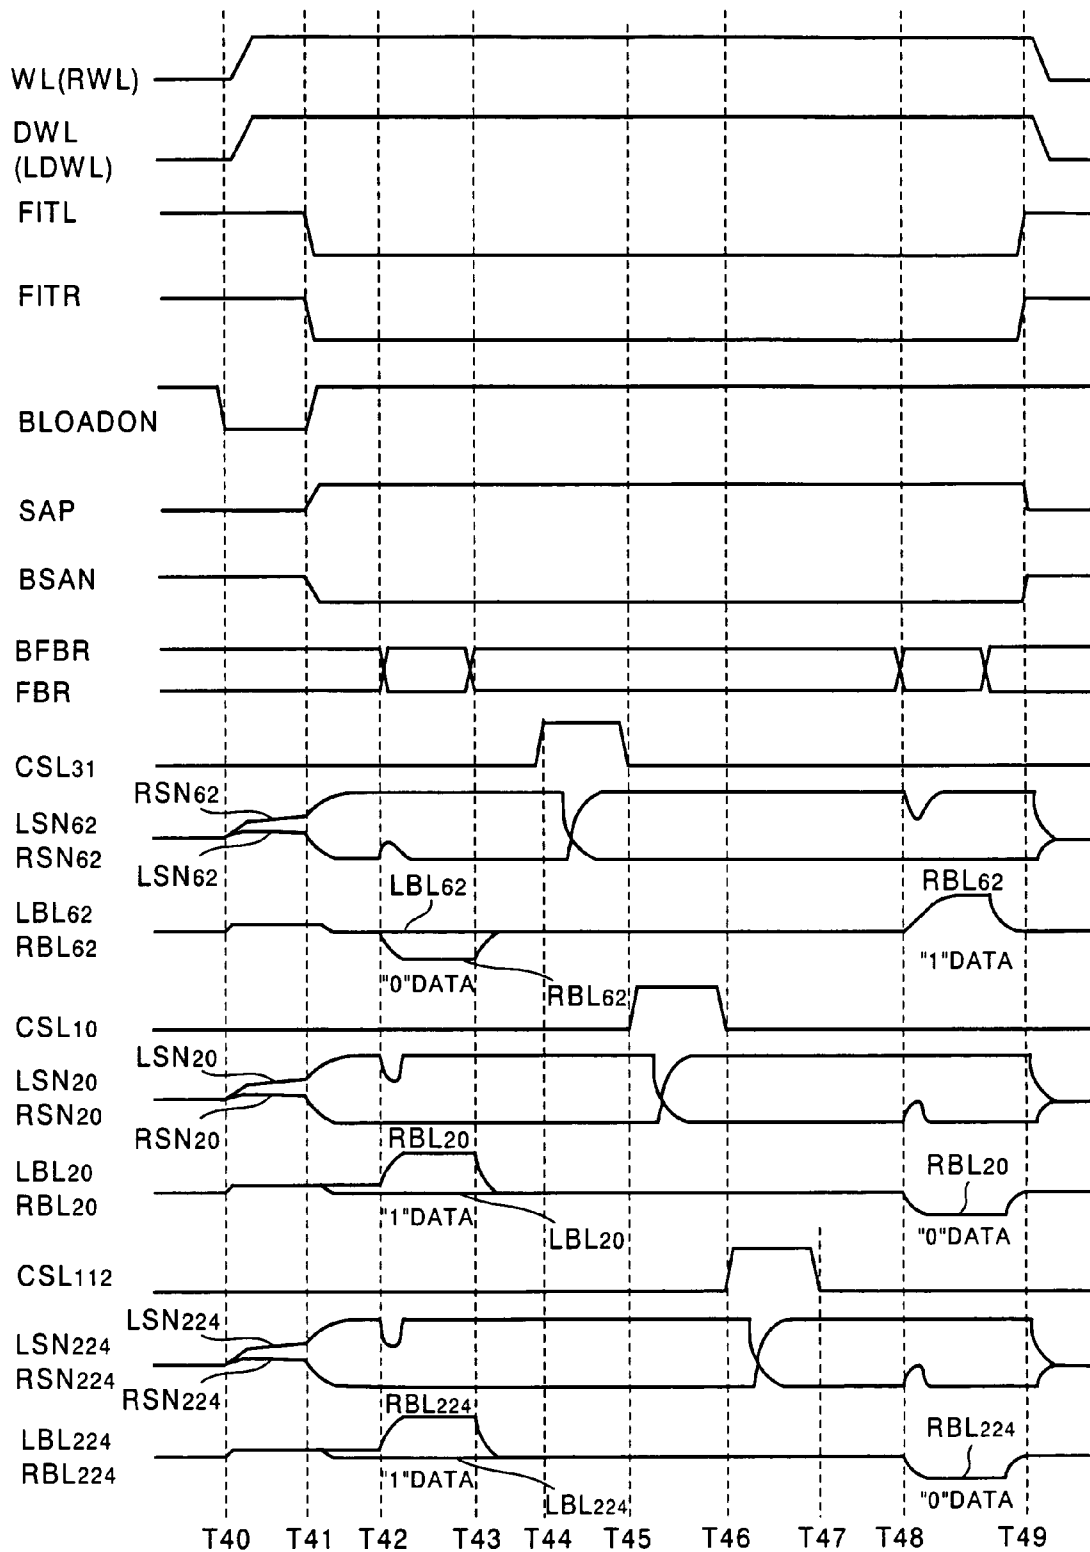 WL(RWL)
DWL
(LDWL)
FITL
FITR
BLOADON
SAP
BSAN
BFBR
FBR
CSL31
RSN62
LSN62
RSN62
LSN62
LBL62
RBL62
LBL62
RBL62
"0"DATA
RBL62
"1"DATA
CSL10
LSN20
LSN20
RSN20
RSN20
RBL20
LBL20
RBL20
RBL20
"1"DATA
LBL20
"0"DATA
CSL112
LSN224
LSN224
RSN224
RSN224
RBL224
RBL224
LBL224
RBL224
"1"DATA
LBL224
"0"DATA
T40 T41 T42 T43 T44 T45 T46 T47 T48 T49